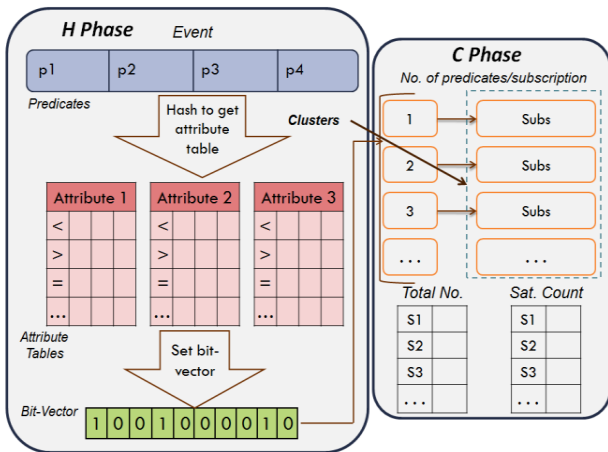 H Phase Event
p1 p2 p3 p4
Predicates
Hash to get
attribute
table
Attribute 1 Attribute 2 Attribute 3
< < <
> > >
= = =
... ... ...
Attribute
Tables
Set bit-
vector
Bit-Vector
1 0 0 1 0 0 0 0 1 0
C Phase
No. of predicates/subscription
Clusters
1 Subs
2 Subs
3 Subs
... ...
Total No. Sat. Count
S1 S1
S2 S2
S3 S3
... ...